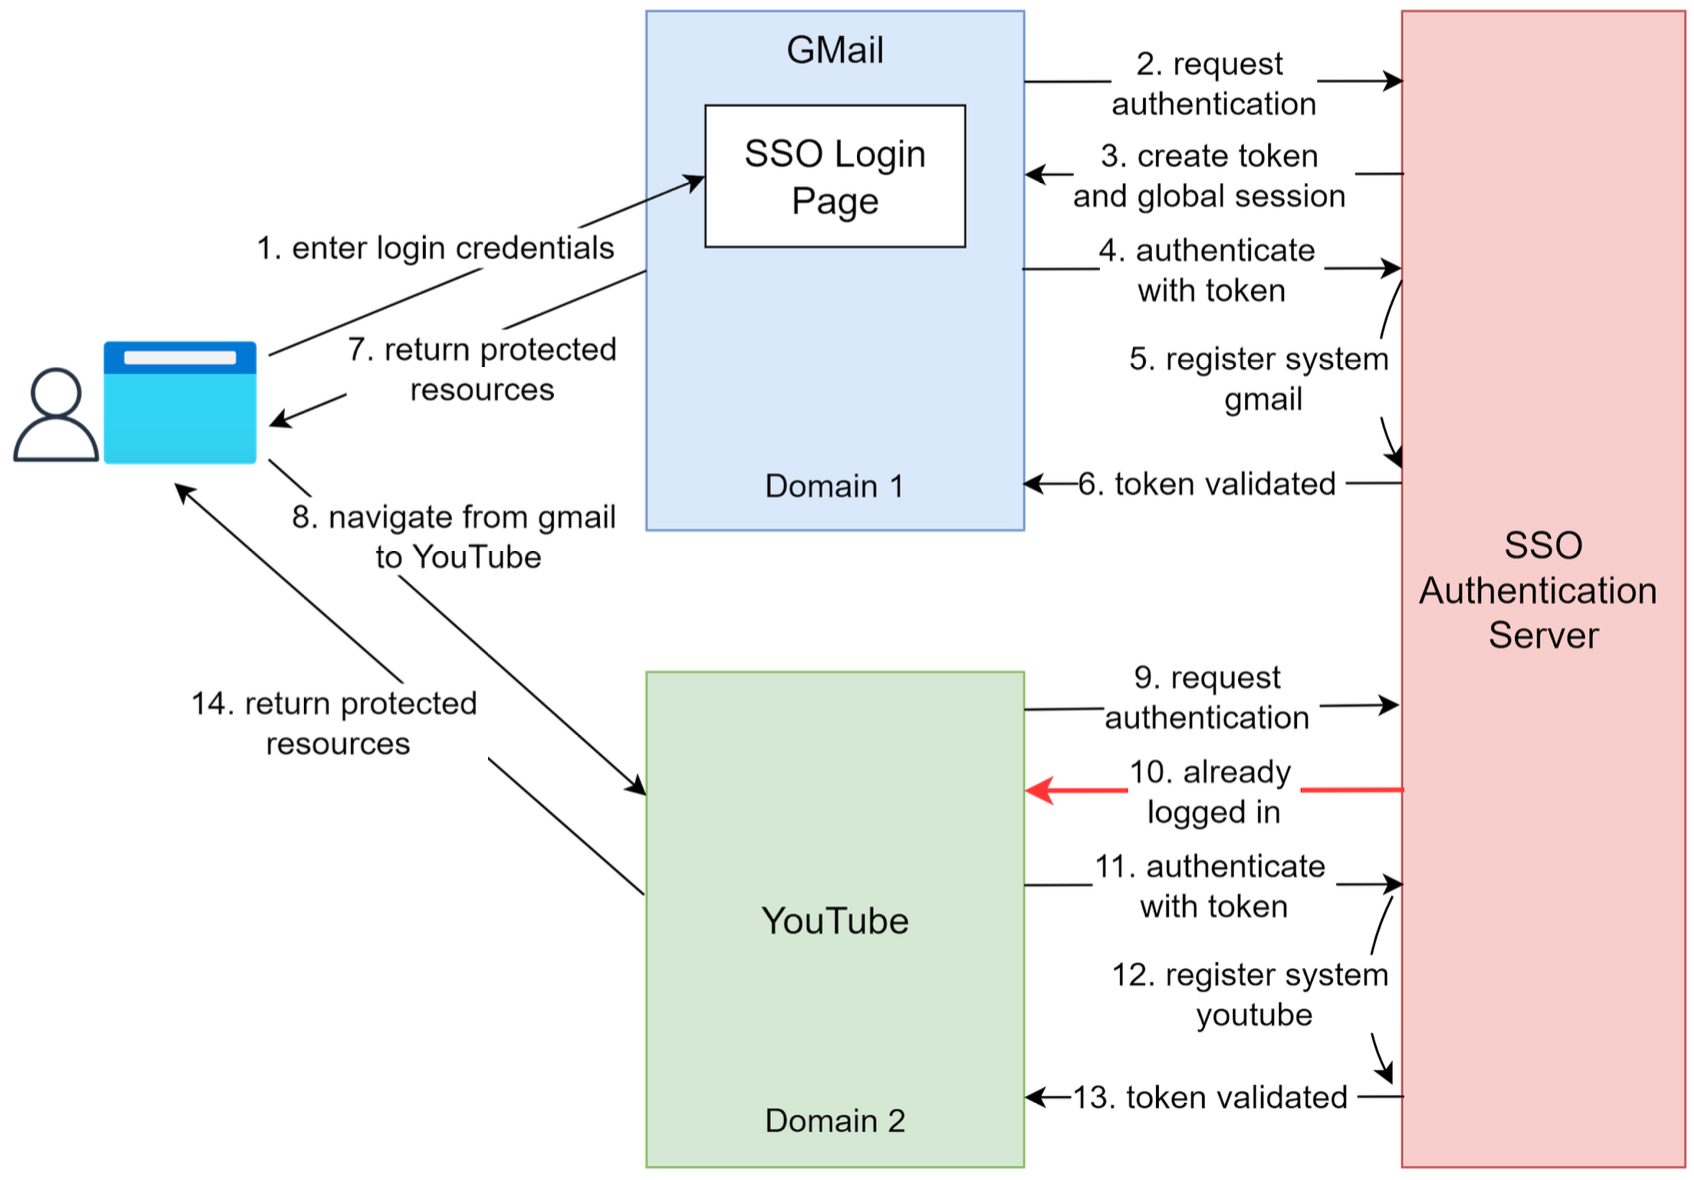 GMail
SSO Login
Page
Domain 1
1. enter login credentials
2. request
authentication
3. create token
and global session
4. authenticate
with token
5. register system
gmail
6. token validated
7. return protected
resources
8. navigate from gmail
to YouTube
SSO
Authentication
Server
9. request
authentication
10. already
logged in
11. authenticate
with token
12. register system
youtube
13. token validated
14. return protected
resources
YouTube
Domain 2